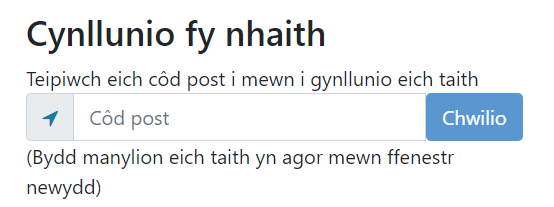 Cynllunio fy nhaith
Teipiwch eich côd post i mewn i gynllunio eich taith
Côd post Chwilio
(Bydd manylion eich taith yn agor mewn ffenestr
newydd)